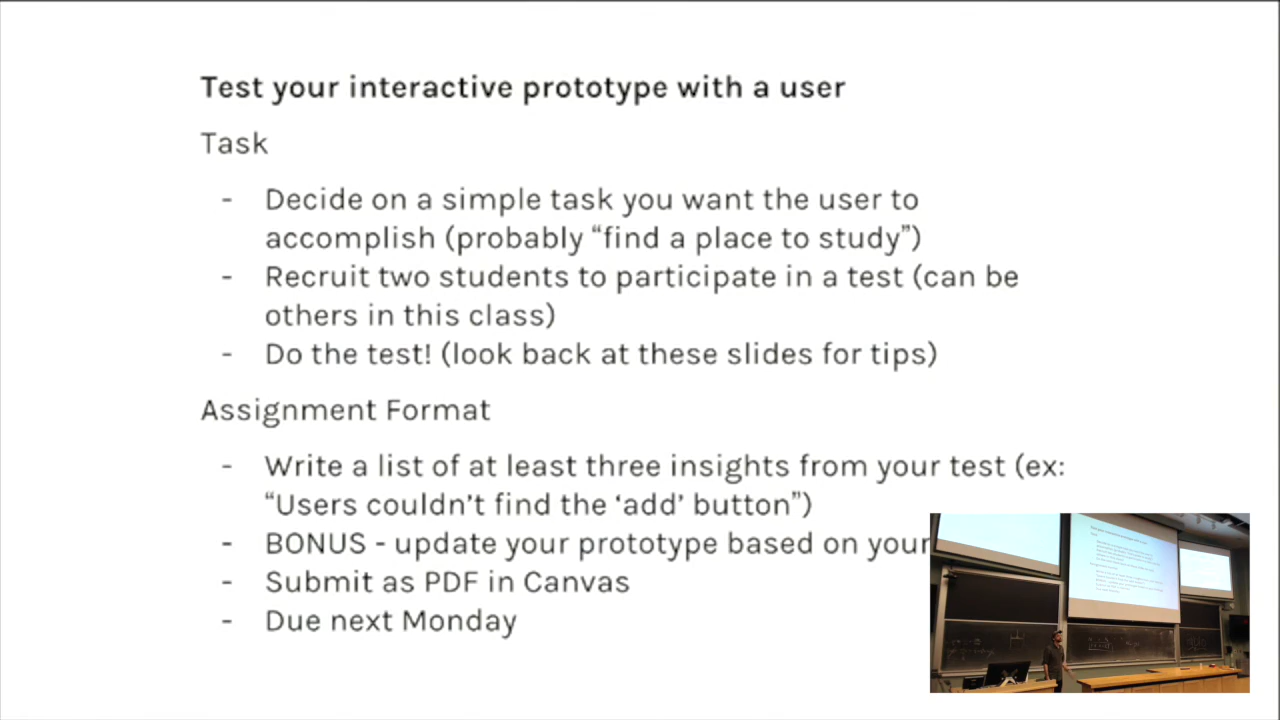 Test your interactive prototype with a user
Task
- Decide on a simple task you want the user to
accomplish (probably “find a place to study”)
- Recruit two students to participate in a test (can be
others in this class)
- Do the test! (look back at these slides for tips)
Assignment Format
- Write a list of at least three insights from your test (ex:
“Users couldn’t find the ‘add’ button”)
- BONUS - update your prototype based on your
- Submit as PDF in Canvas
- Due next Monday